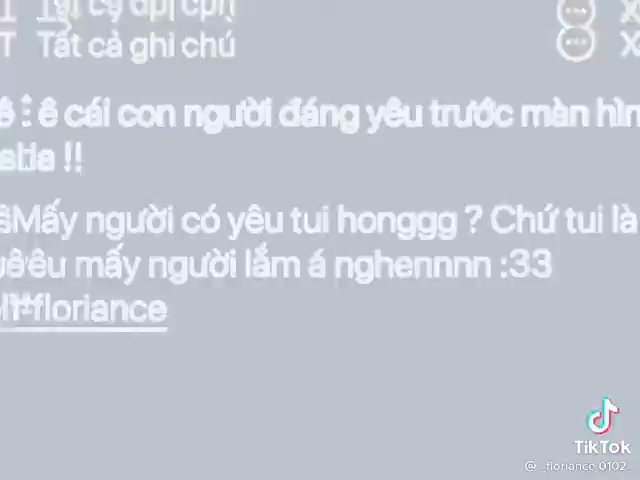 Tất cả ghi chú
ê cái con người đáng yêu trước màn hìn
!!
Mấy người có yêu tui honggg ? Chứ tui là
yêu mấy người lắm á nghennnn :33
floriance
TikTok
@_floriance.0102_